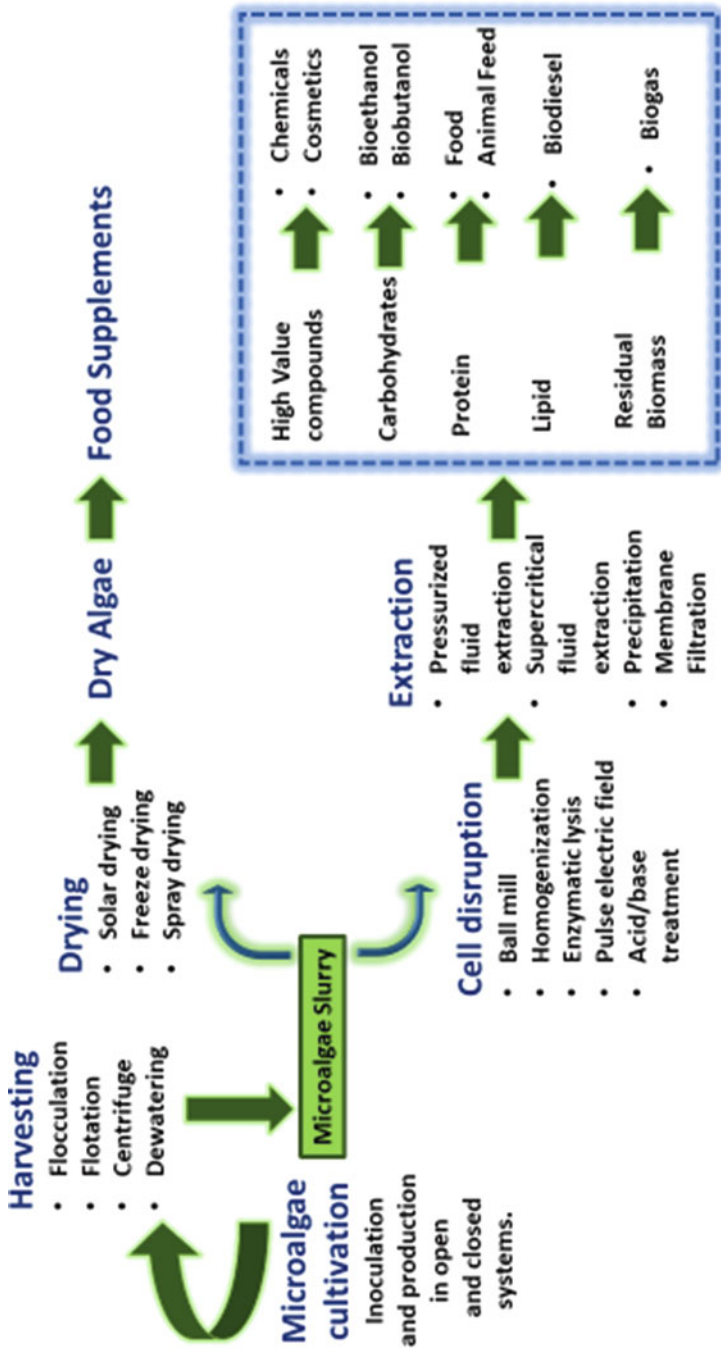 Harvesting
• Flocculation
• Flotation
• Centrifuge
• Dewatering
Microalgae
cultivation
Inoculation
and production
in open
and closed
systems.
Microalgae Slurry
Drying
• Solar drying
• Freeze drying
• Spray drying
Dry Algae
Food Supplements
Cell disruption
• Ball mill
• Homogenization
• Enzymatic lysis
• Pulse electric field
• Acid/base
treatment
Extraction
• Pressurized
fluid
extraction
• Supercritical
fluid
extraction
• Precipitation
• Membrane
Filtration
High Value
compounds
• Chemicals
• Cosmetics
Carbohydrates
• Bioethanol
• Biobutanol
Protein
• Food
• Animal Feed
Lipid
• Biodiesel
Residual
Biomass
• Biogas